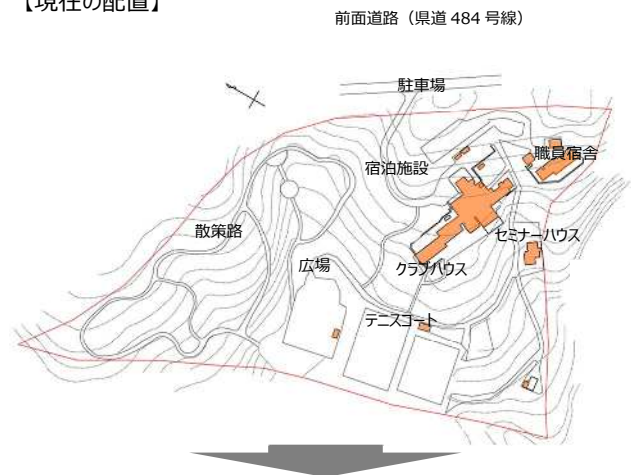 【現在の配置】
前面道路（県道 484 号線）
駐車場
職員宿舎
宿泊施設
散策路
セミナーハウス
広場
クラブハウス
テニスコート